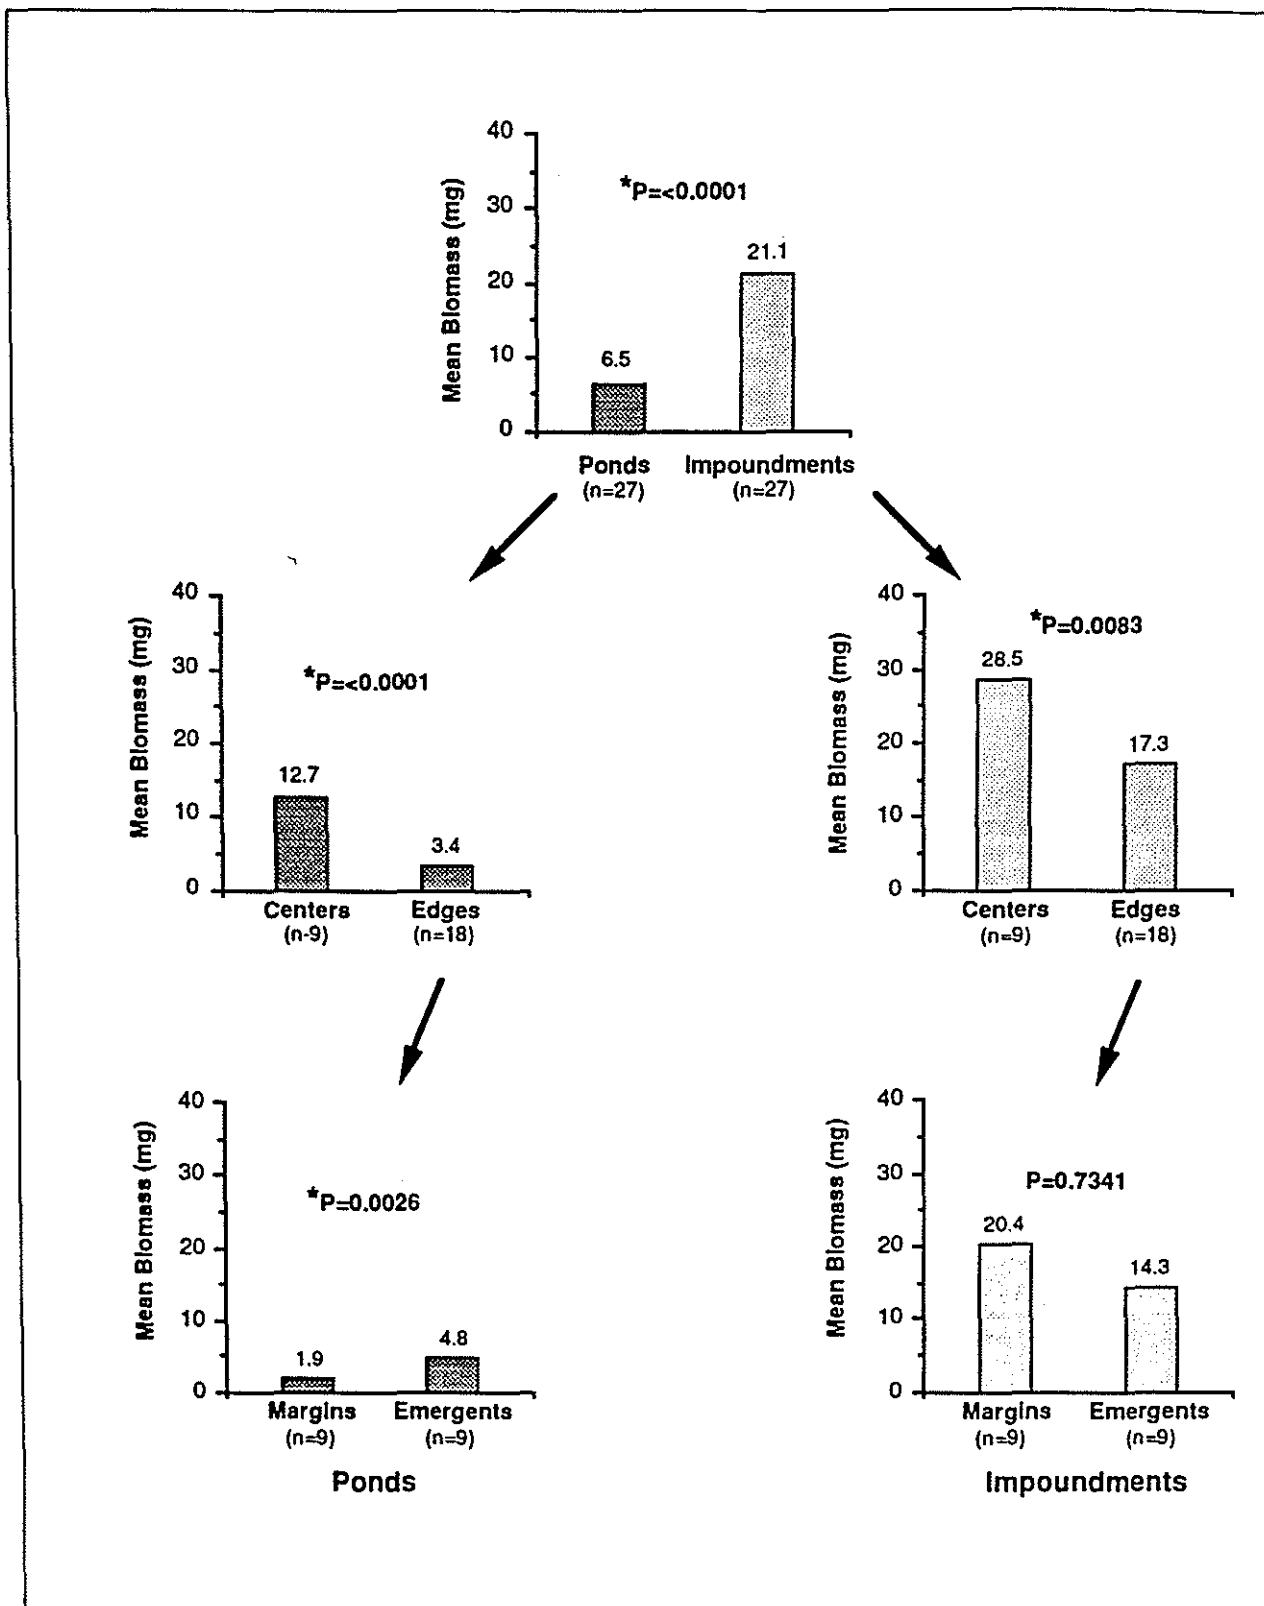 40
30
20
10
0
Mean Biomass (mg)
*P=<0.0001
6.5
21.1
Ponds
(n=27)
Impoundments
(n=27)
40
30
20
10
0
Mean Biomass (mg)
*P=<0.0001
12.7
3.4
Centers
(n-9)
Edges
(n=18)
40
30
20
10
0
Mean Biomass (mg)
*P=0.0083
28.5
17.3
Centers
(n=9)
Edges
(n=18)
40
30
20
10
0
Mean Biomass (mg)
*P=0.0026
1.9
4.8
Margins
(n=9)
Emergents
(n=9)
Ponds
40
30
20
10
0
Mean Biomass (mg)
P=0.7341
20.4
14.3
Margins
(n=9)
Emergents
(n=9)
Impoundments